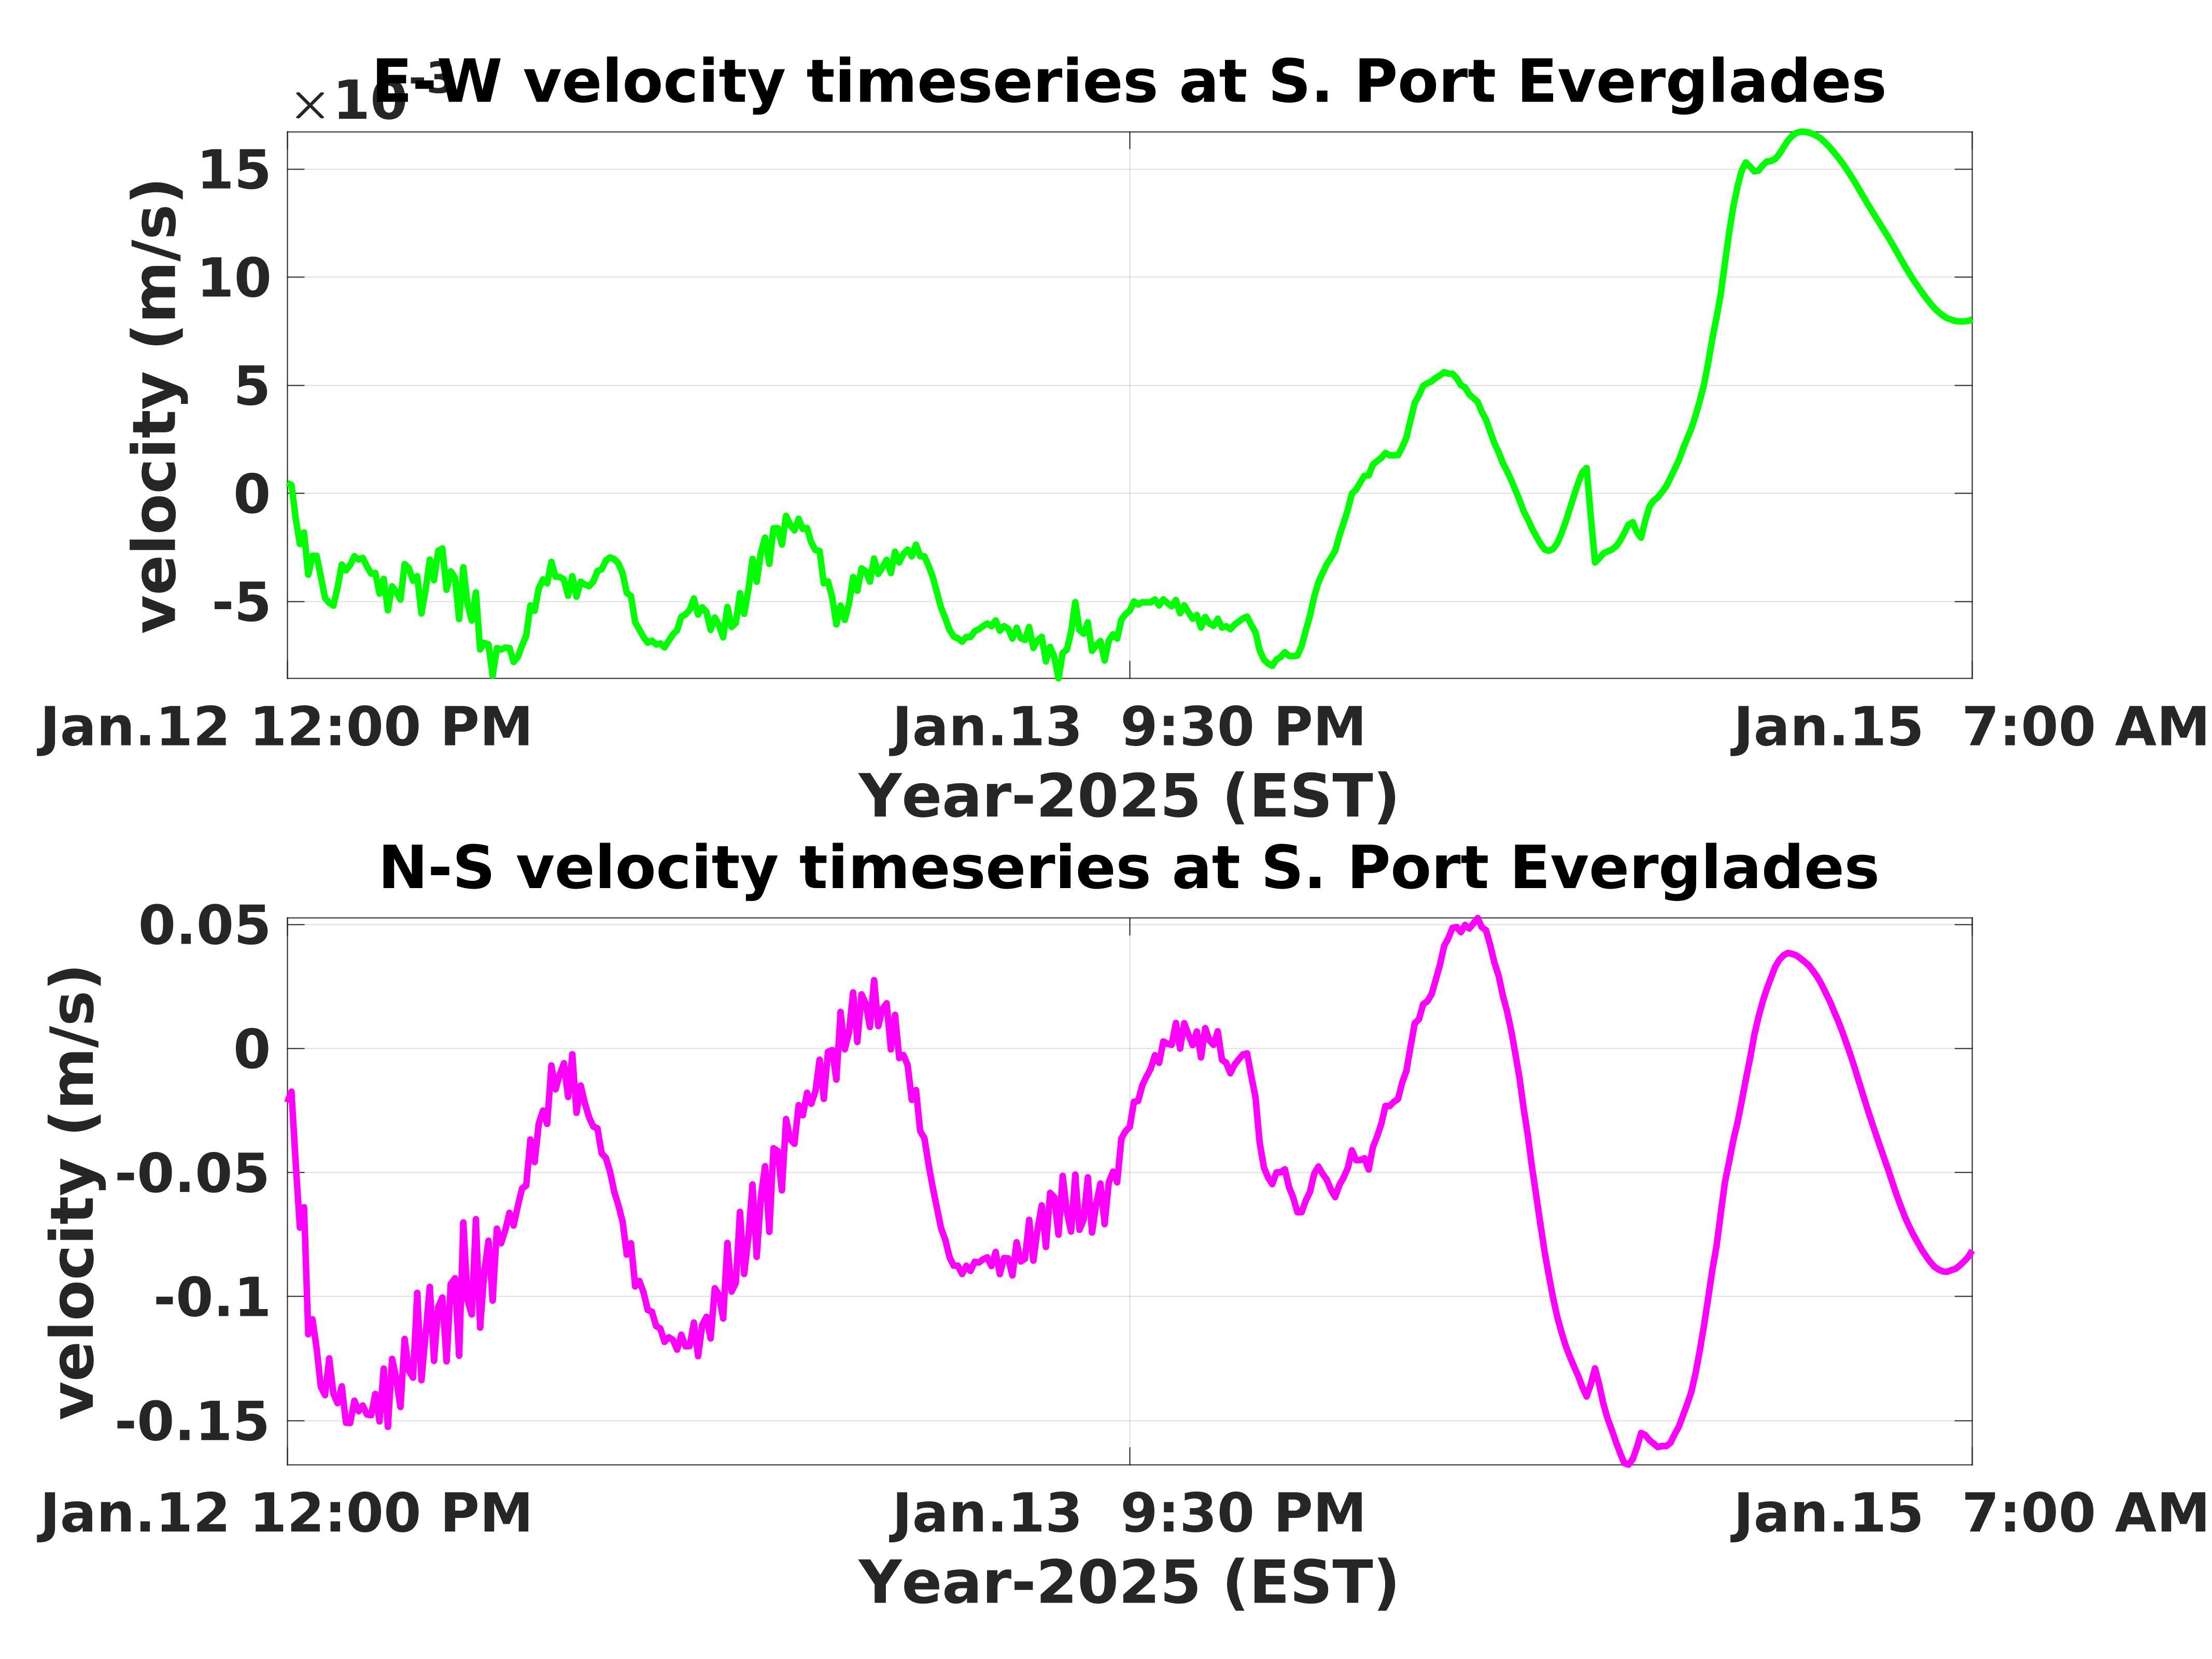 ×10-3
E-W velocity timeseries at S. Port Everglades
velocity (m/s)
15
10
5
0
-5
Jan.12 12:00 PM Jan.13 9:30 PM Jan.15 7:00 AM
Year-2025 (EST)
N-S velocity timeseries at S. Port Everglades
velocity (m/s)
0.05
0
-0.05
-0.1
-0.15
Jan.12 12:00 PM Jan.13 9:30 PM Jan.15 7:00 AM
Year-2025 (EST)